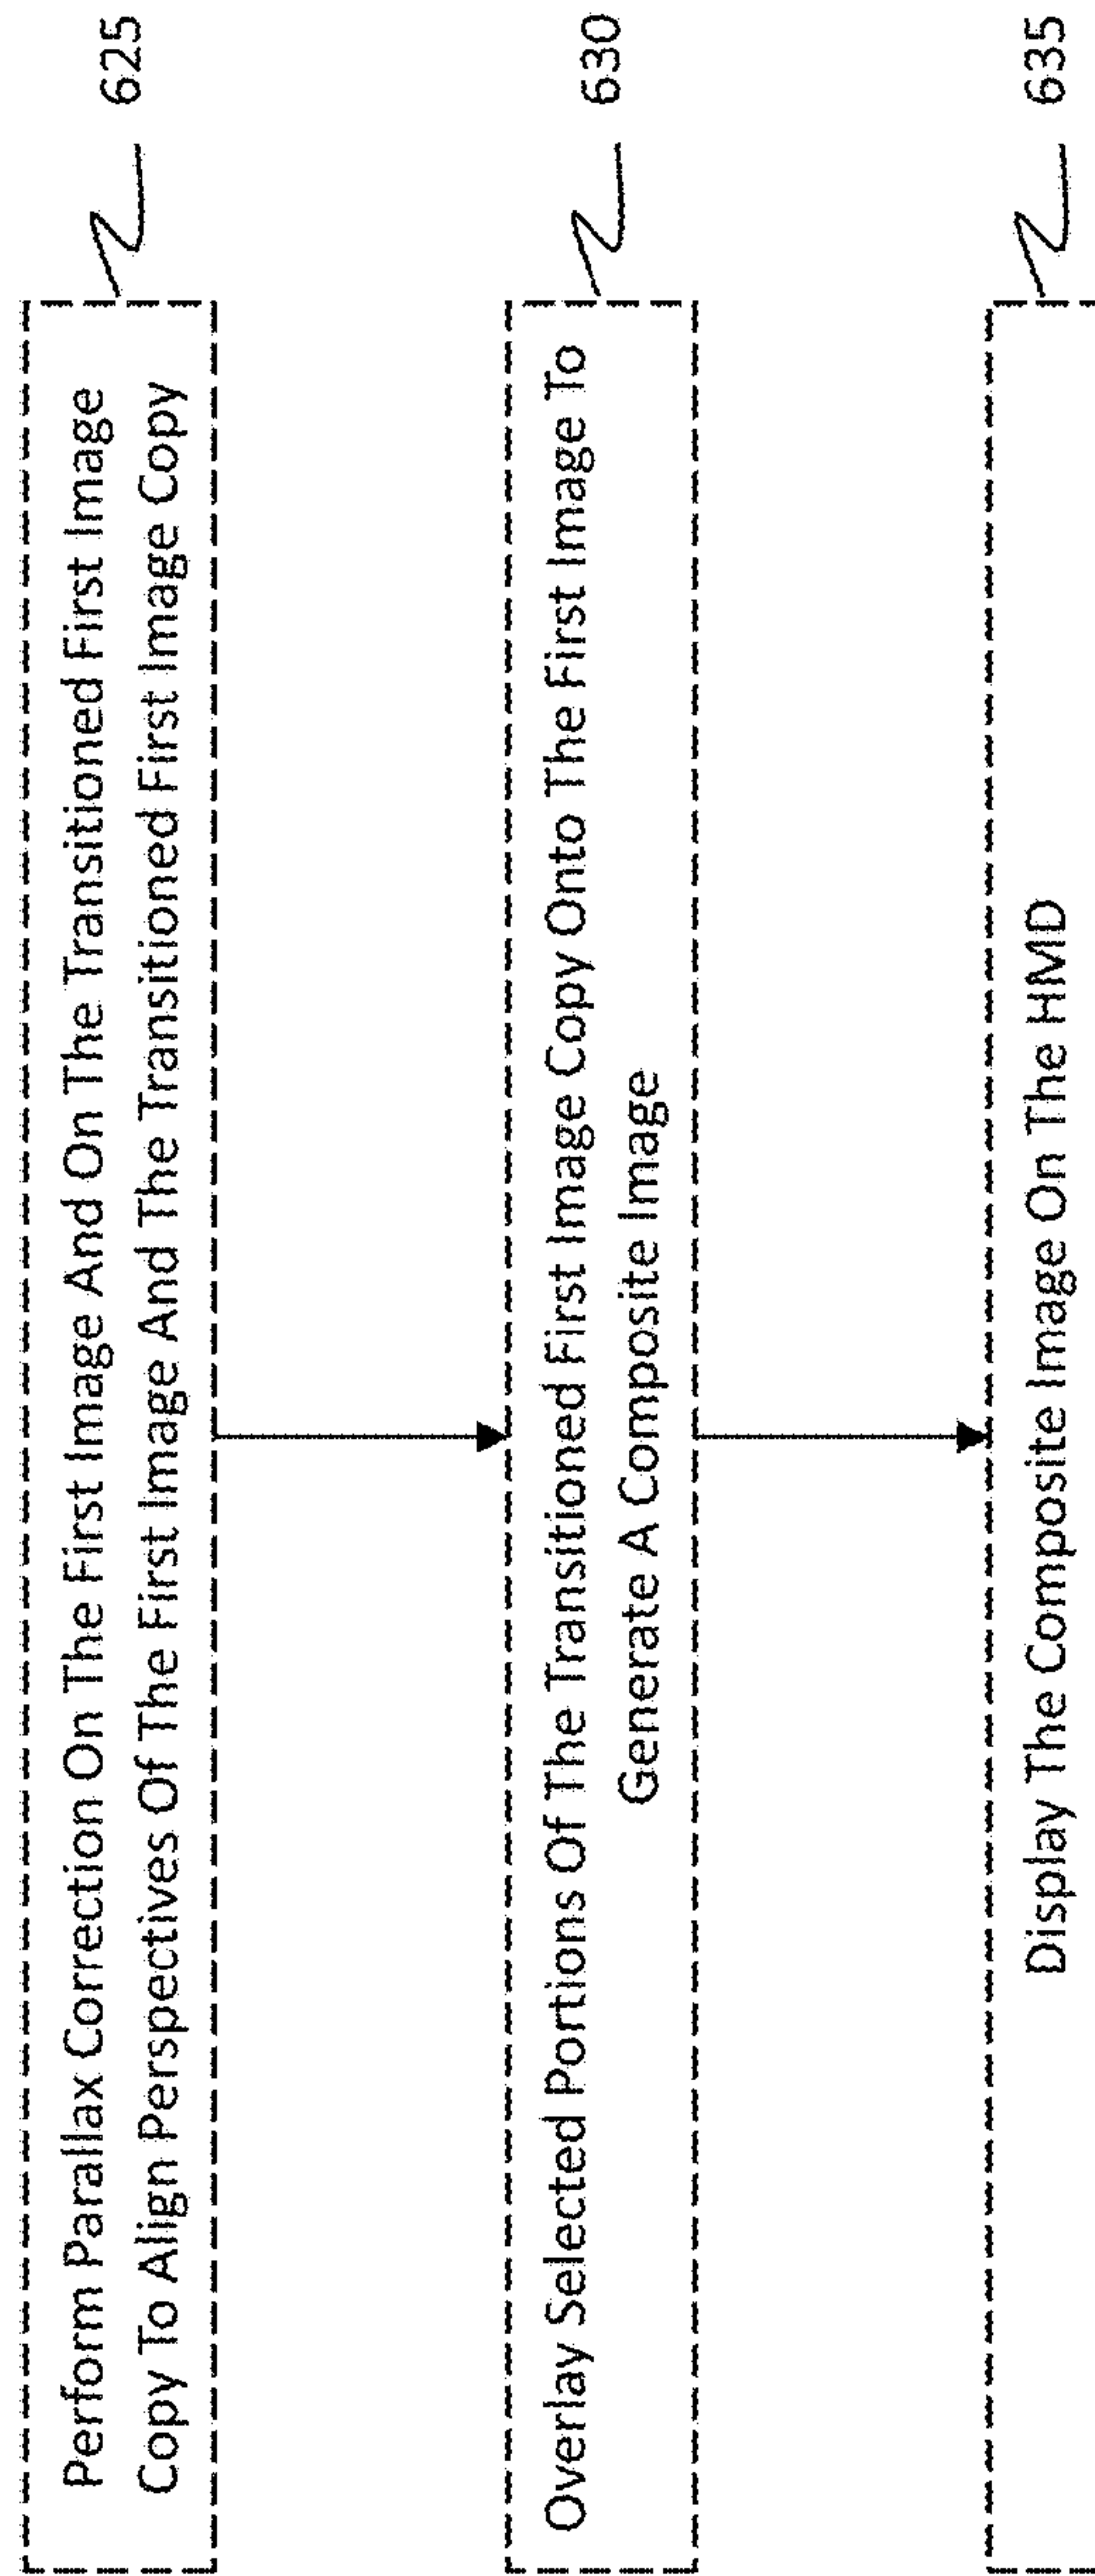 Perform Parallax Correction On The First Image And On The Transitioned First Image
Copy To Align Perspectives Of The First Image And The Transitioned First Image Copy
625
Overlay Selected Portions Of The Transitioned First Image Copy Onto The First Image To
Generate A Composite Image
630
Display The Composite Image On The HMD
635